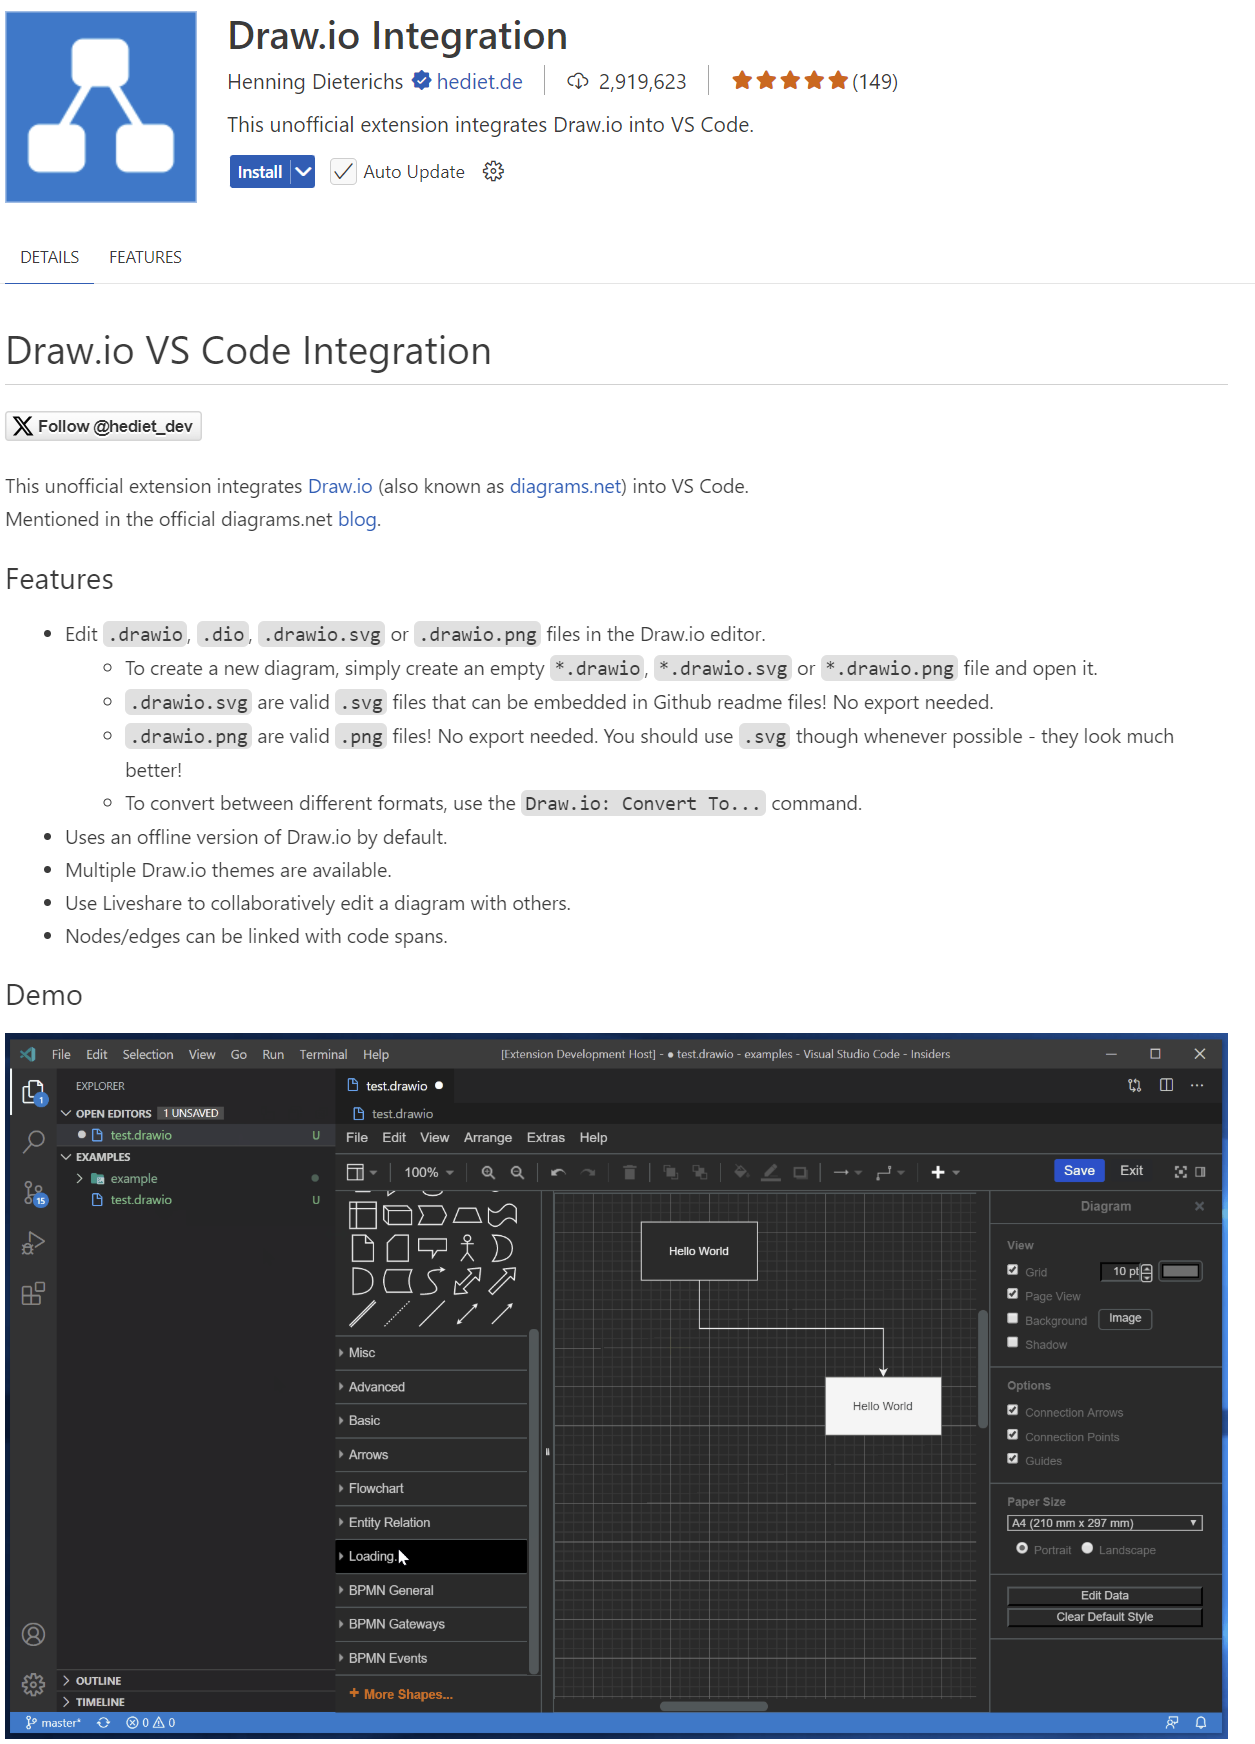 Draw.io Integration
Henning Dieterichs hediet.de 2,919,623 (149)
This unofficial extension integrates Draw.io into VS Code.
Install Auto Update
DETAILS FEATURES
Draw.io VS Code Integration
Follow @hediet_dev
This unofficial extension integrates Draw.io (also known as diagrams.net) into VS Code.
Mentioned in the official diagrams.net blog.
Features
• Edit .drawio, .dio, .drawio.svg or .drawio.png files in the Draw.io editor.
◦ To create a new diagram, simply create an empty *.drawio, *.drawio.svg or *.drawio.png file and open it.
◦ .drawio.svg are valid .svg files that can be embedded in Github readme files! No export needed.
◦ .drawio.png are valid .png files! No export needed. You should use .svg though whenever possible - they look much
better!
◦ To convert between different formats, use the Draw.io: Convert To... command.
• Uses an offline version of Draw.io by default.
• Multiple Draw.io themes are available.
• Use Liveshare to collaboratively edit a diagram with others.
• Nodes/edges can be linked with code spans.
Demo
File Edit Selection View Go Run Terminal Help [Extension Development Host] - ● test.drawio - examples - Visual Studio Code - Insiders
EXPLORER
OPEN EDITORS 1 UNSAVED
test.drawio U
EXAMPLES
example
test.drawio U
OUTLINE
TIMELINE
1
15
test.drawio
test.drawio
File Edit View Arrange Extras Help
100% Save Exit
Misc
Advanced
Basic
Arrows
Flowchart
Entity Relation
Loading.
BPMN General
BPMN Gateways
BPMN Events
+ More Shapes...
Hello World
Hello World
Diagram
View
Grid 10 pt
Page View
Background Image
Shadow
Options
Connection Arrows
Connection Points
Guides
Paper Size
A4 (210 mm x 297 mm)
Portrait Landscape
Edit Data
Clear Default Style
master* 0 0